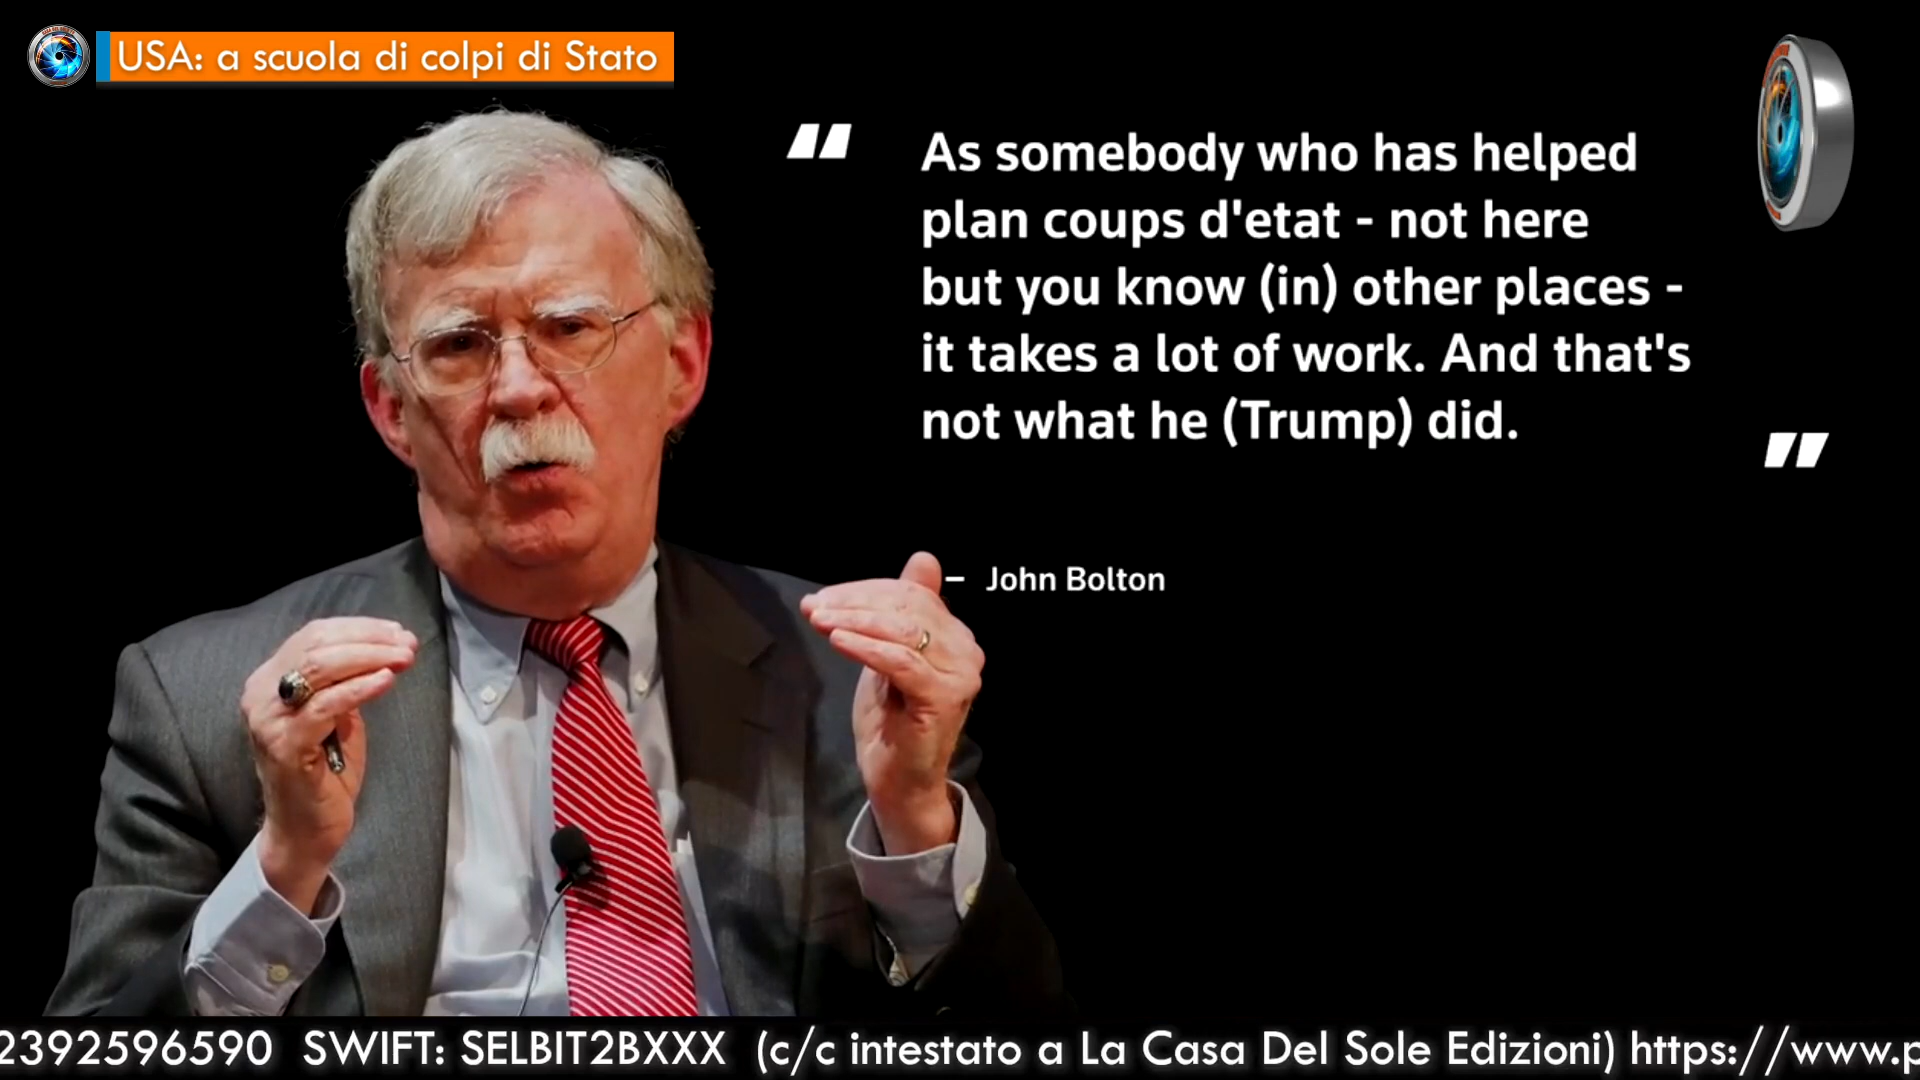 USA: a scuola di colpi di Stato
“ As somebody who has helped
plan coups d'etat - not here
but you know (in) other places -
it takes a lot of work. And that's
not what he (Trump) did. ”
– John Bolton
2392596590 SWIFT: SELBIT2BXXX (c/c intestato a La Casa Del Sole Edizioni) https://www.p